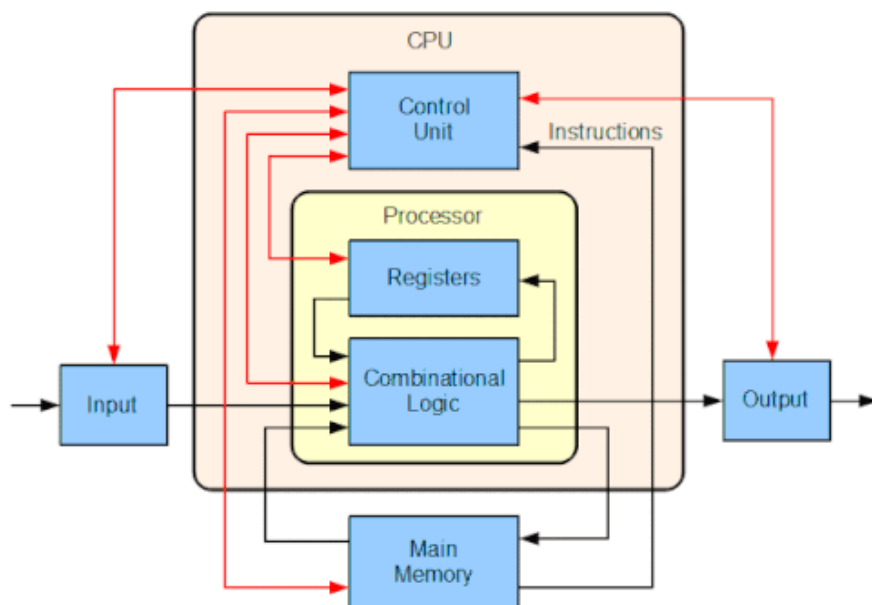 CPU
Control
Unit
Instructions
Processor
Registers
Combinational
Logic
Input
Output
Main
Memory